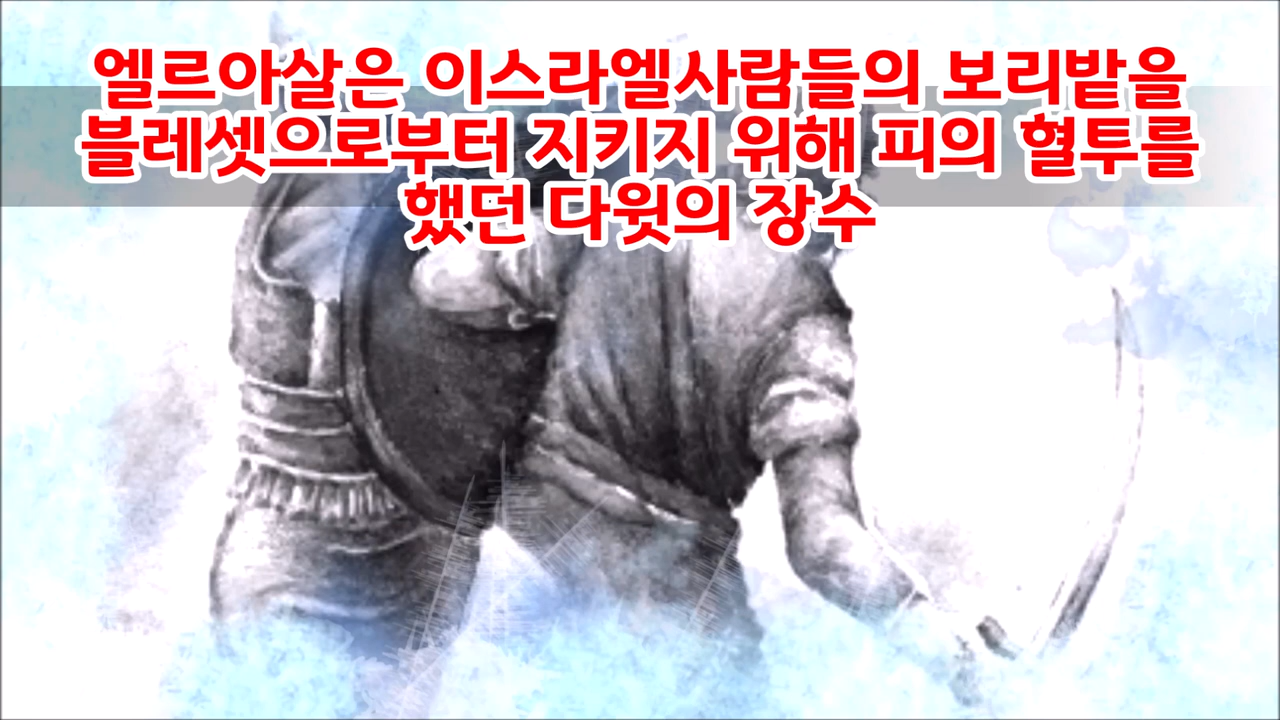 엘르아살은 이스라엘사람들의 보리밭을
블레셋으로부터 지키지 위해 피의 혈투를
했던 다윗의 장수